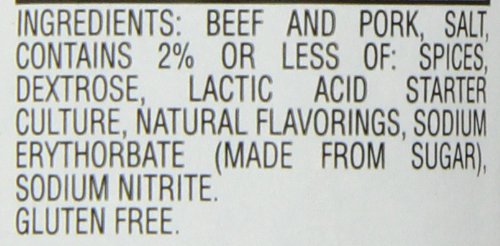 INGREDIENTS: BEEF AND PORK, SALT,
CONTAINS 2% OR LESS OF: SPICES,
DEXTROSE, LACTIC ACID STARTER
CULTURE, NATURAL FLAVORINGS, SODIUM
ERYTHORBATE (MADE FROM SUGAR),
SODIUM NITRITE.
GLUTEN FREE.